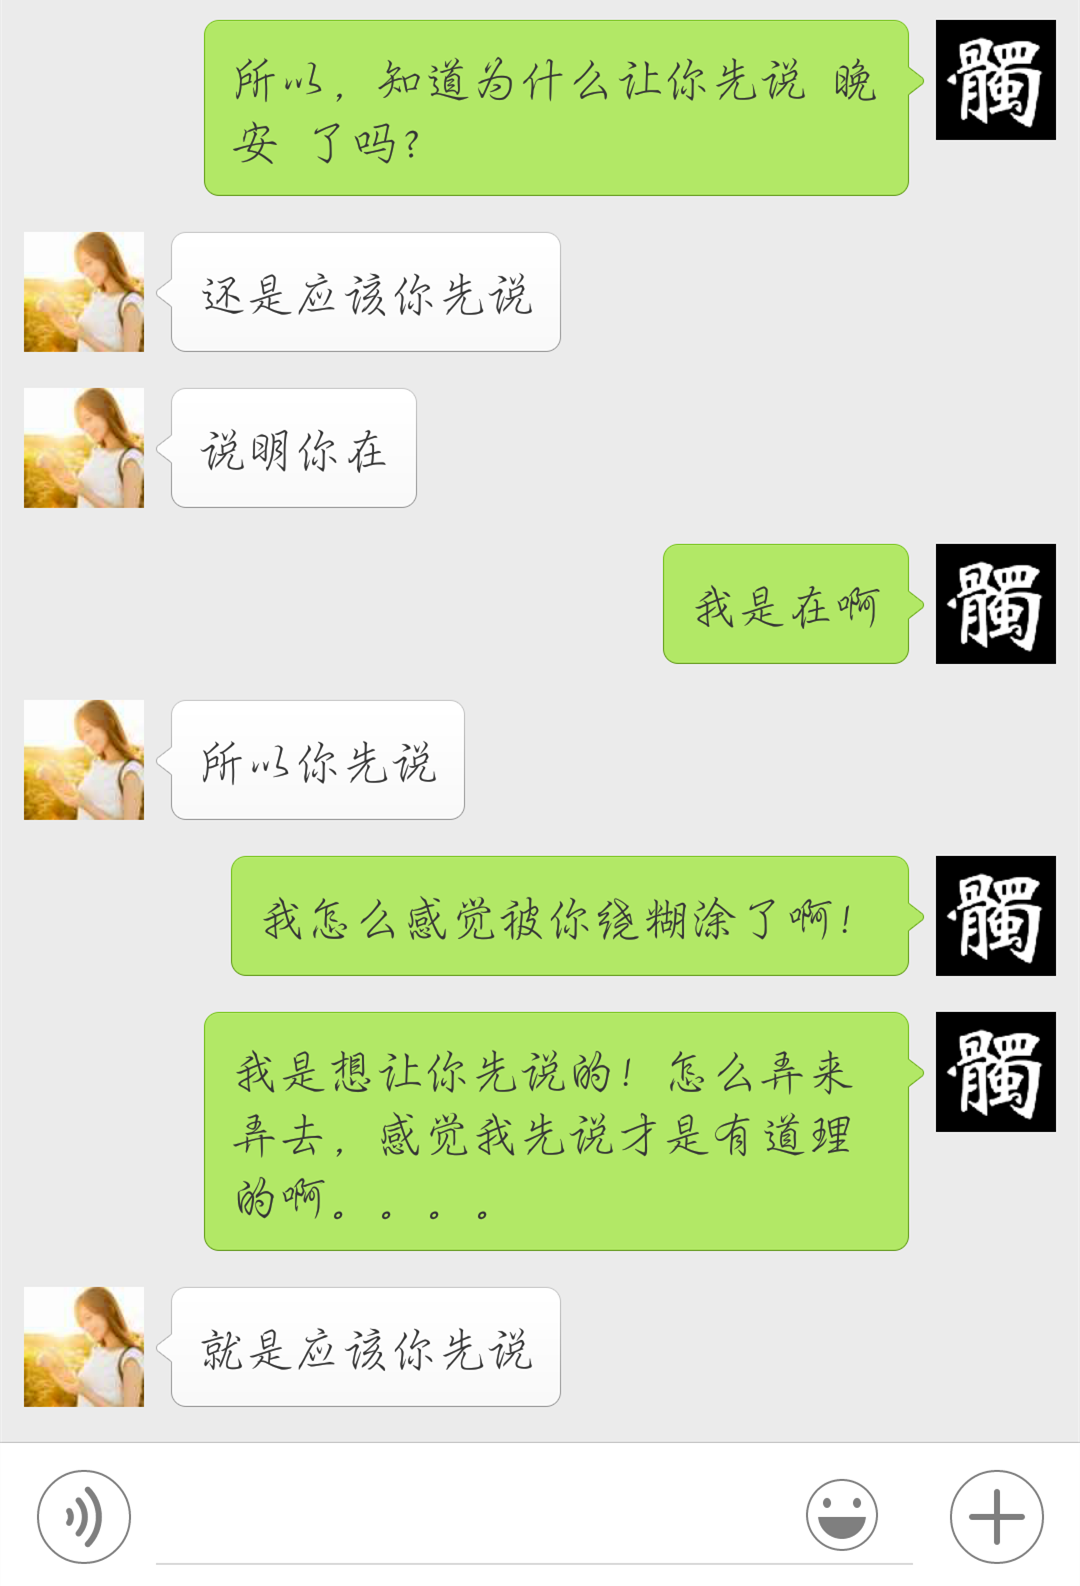 所以，知道为什么让你先说 晚
安 了吗?
髑
还是应该你先说
说明你在
我是在啊
髑
所以你先说
我怎么感觉被你绕糊涂了啊!
髑
我是想让你先说的! 怎么弄来
弄去，感觉我先说才是有道理
的啊。。。。
髑
就是应该你先说